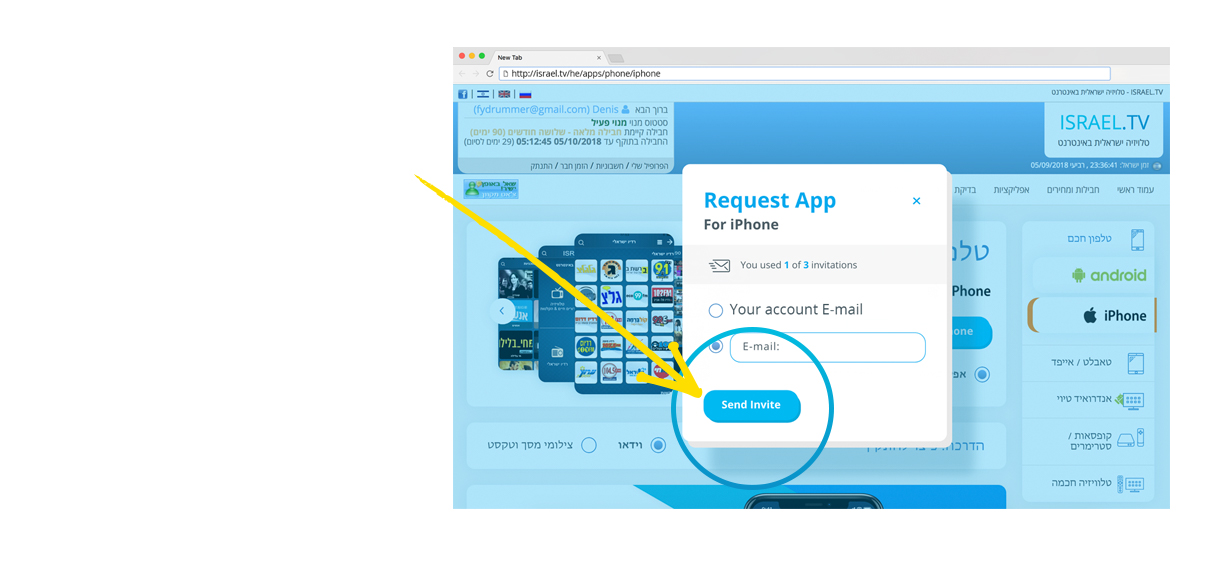 New Tab
http://israel.tv/he/apps/phone/iphone
ISRAEL.TV - טלויזיה ישראלית באינטרנט
ברוך הבא Denis (fydrummer@gmail.com)
סטטוס מנוי מנוי פעיל
חבילה קיימת חבילה מלאה - שלושה חודשים (90 ימים)
החבילה בתוקף עד 05/10/2018 05:12:45 (29 ימים לסיום)
הפרופיל שלי / חשבוניות / הזמן חבר / התנתק
ISRAEL.TV
טלויזיה ישראלית באינטרנט
זמן ישראל: 23:36:41, רביעי 05/09/2018
עמוד ראשי
חבילות ומחירים
אפליקציות
בדיקת
Request App
For iPhone
You used 1 of 3 invitations
Your account E-mail
E-mail:
Send Invite
Phone
טלפון חכם
android
iPhone
טאבלט / אייפד
אנדרואיד טיוי
קופסאות /
סטרימרים
טלוויזיה חכמה
רדיו ישראלי
וידאו
צילומי מסך וטקסט